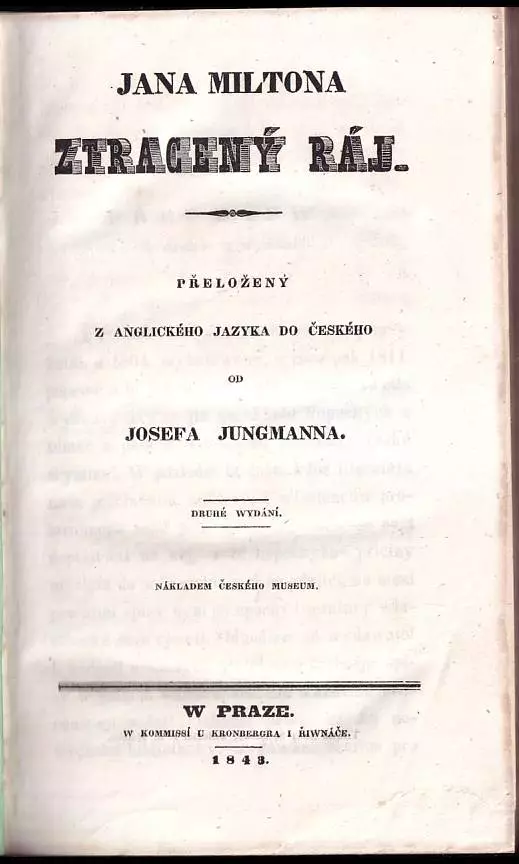 JANA MILTONA
ZTRACENÝ RÁJ.
PŘELOŽENÝ
Z ANGLICKÉHO JAZYKA DO ČESKÉHO
OD
JOSEFA JUNGMANNA.
DRUHÉ WYDÁNÍ.
NÁKLADEM ČESKÉHO MUSEUM.
W PRAZE.
W KOMMISSÍ U KRONBERGRA I ŘIWNÁČE.
1843.